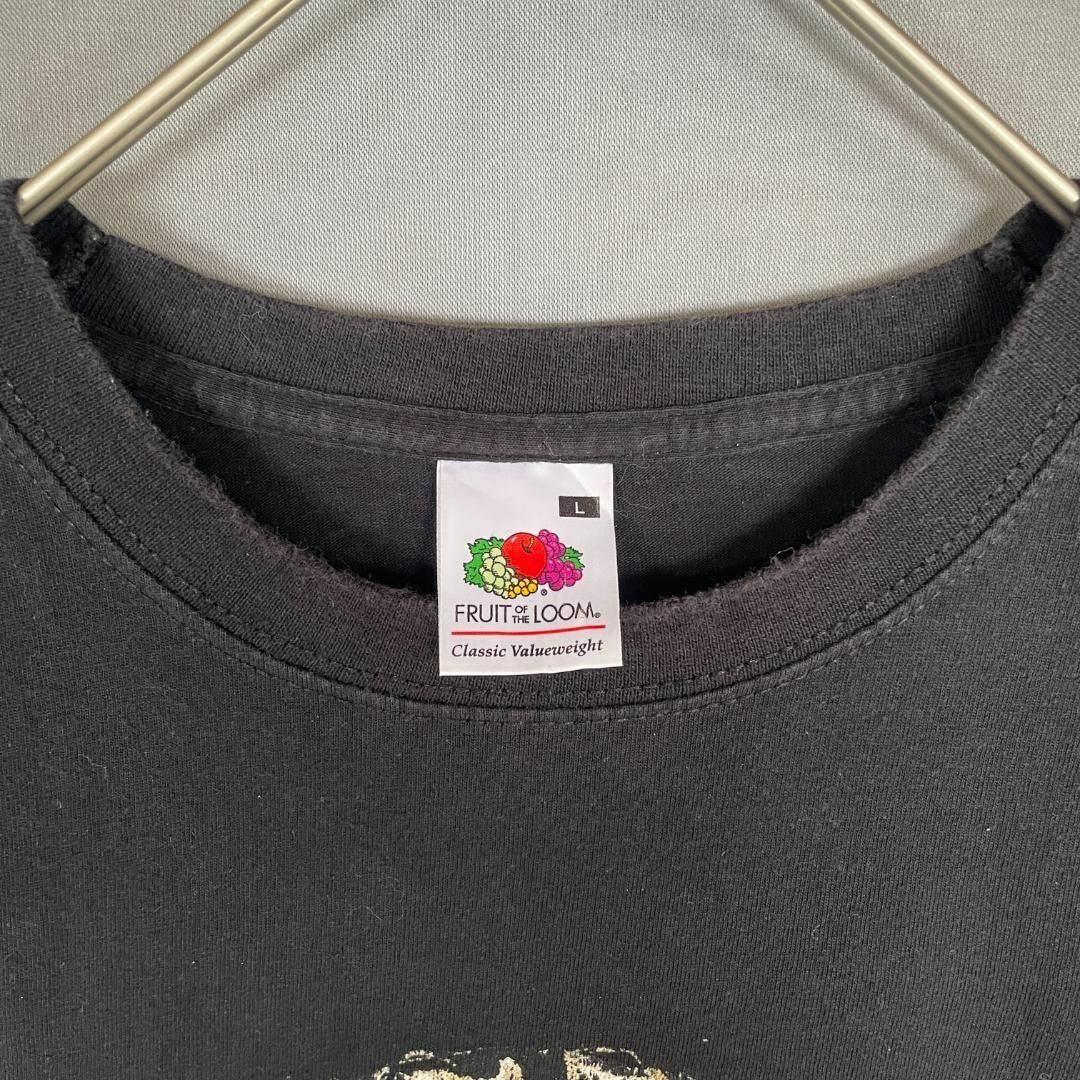 L
FRUIT OF THE LOOM®
Classic Valueweight